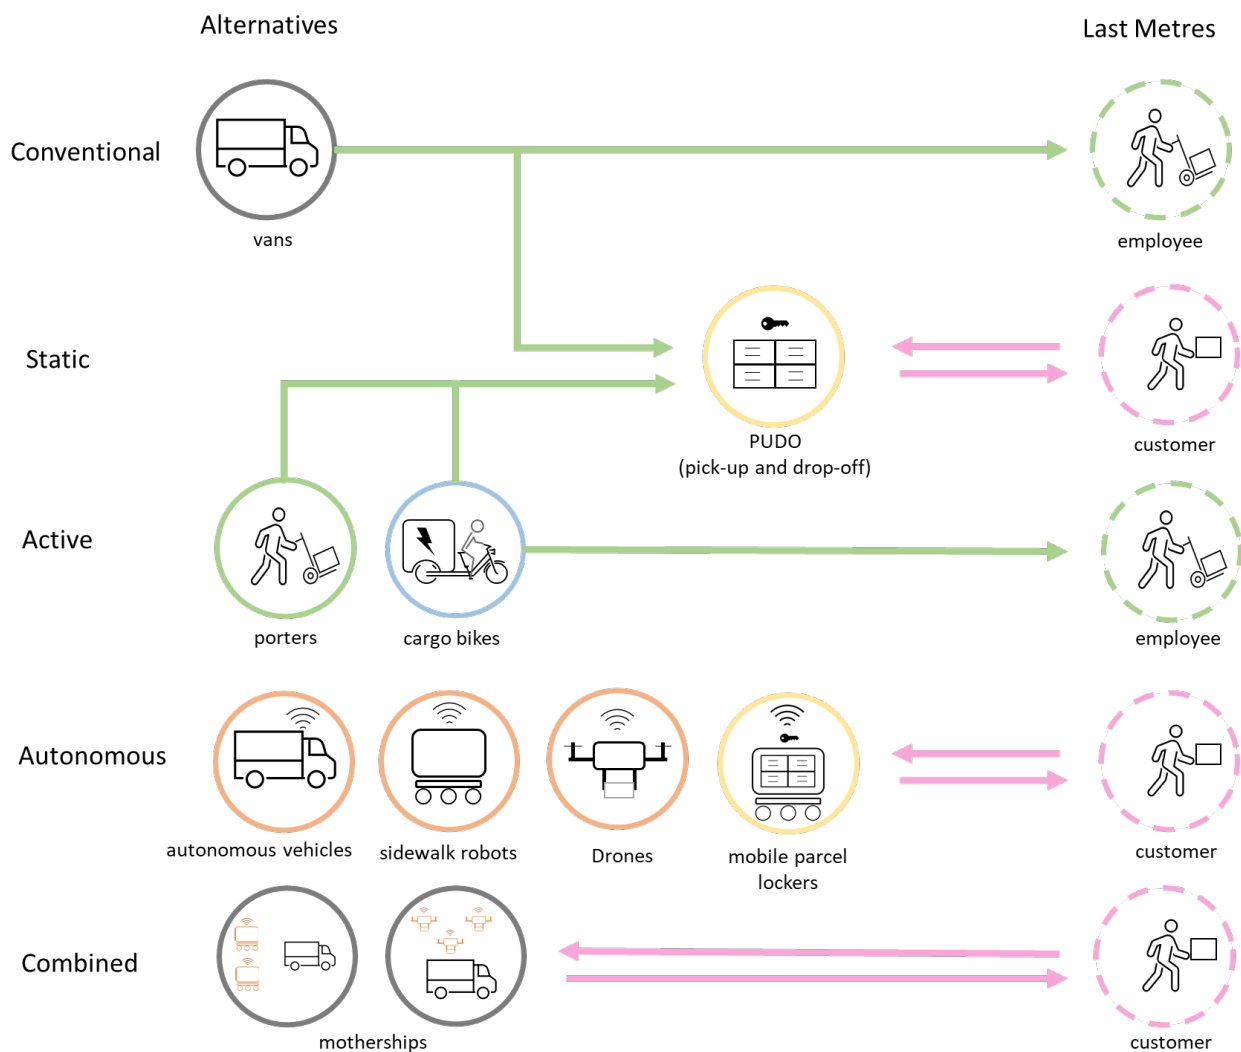 Alternatives
Last Metres
Conventional
vans
employee
Static
PUDO
(pick-up and drop-off)
customer
Active
porters
cargo bikes
employee
Autonomous
autonomous vehicles
sidewalk robots
Drones
mobile parcel
lockers
customer
Combined
motherships
customer